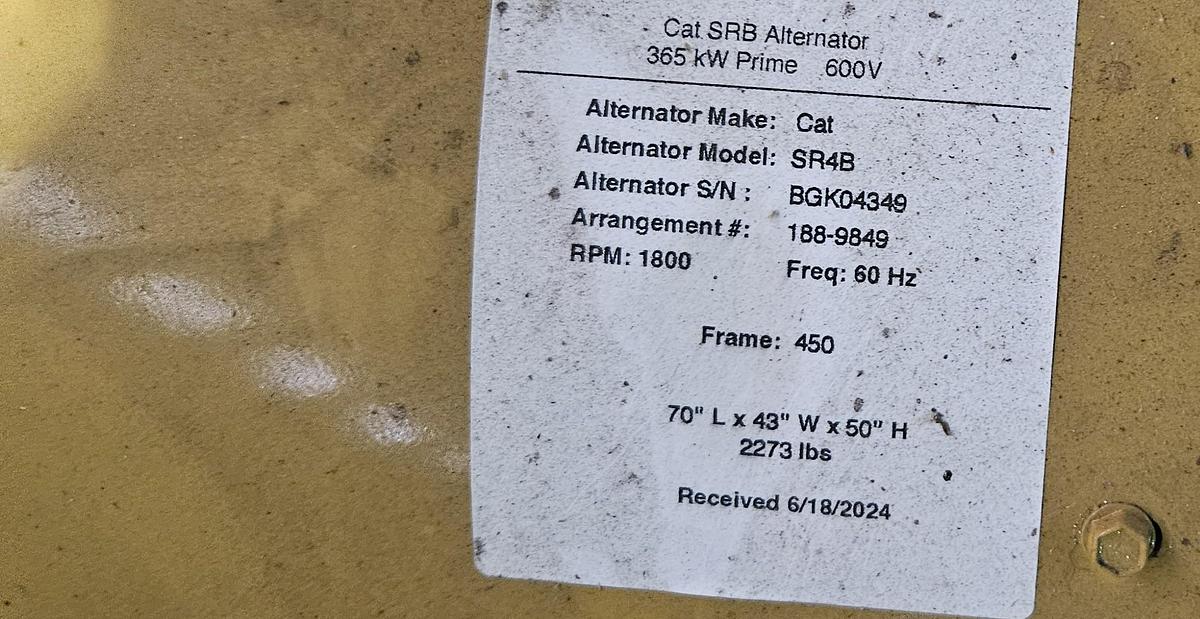 Cat SRB Alternator
365 kW Prime 600V
Alternator Make: Cat
Alternator Model: SR4B
Alternator S/N : BGK04349
Arrangement #: 188-9849
RPM: 1800 Freq: 60 Hz
Frame: 450
70" L x 43" W x 50" H
2273 lbs
Received 6/18/2024